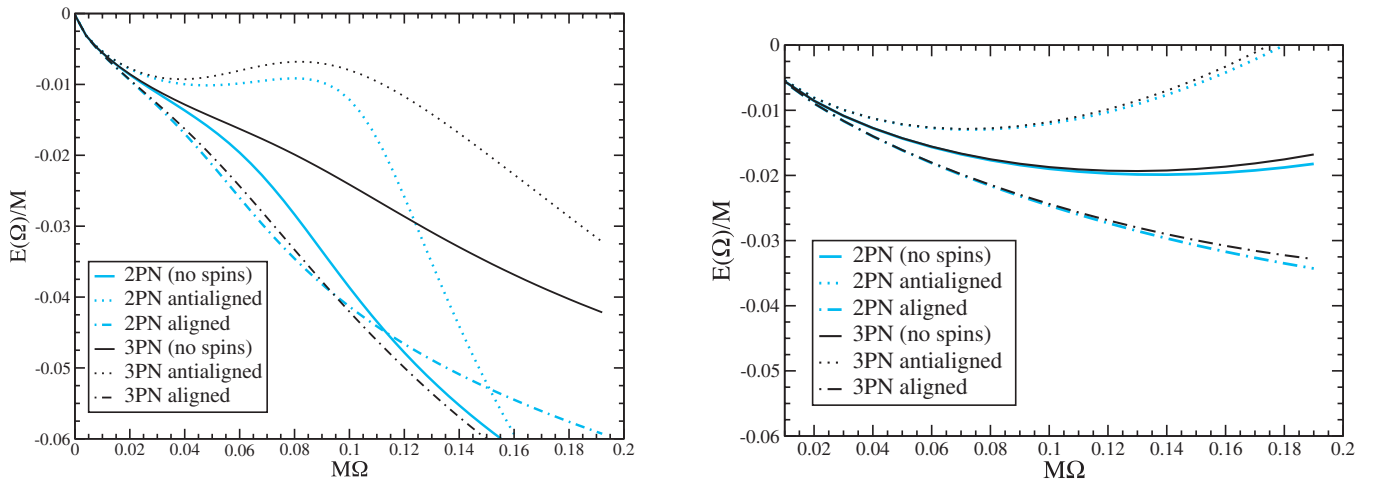 0
-0.01
-0.02
-0.03
-0.04
-0.05
-0.06
E(Ω)/M
2PN (no spins)
2PN antialigned
2PN aligned
3PN (no spins)
3PN antialigned
3PN aligned
0 0.02 0.04 0.06 0.08 0.1 0.12 0.14 0.16 0.18 0.2
MΩ
0
-0.01
-0.02
-0.03
-0.04
-0.05
-0.06
E(Ω)/M
2PN (no spins)
2PN antialigned
2PN aligned
3PN (no spins)
3PN antialigned
3PN aligned
0.02 0.04 0.06 0.08 0.1 0.12 0.14 0.16 0.18 0.2
MΩ